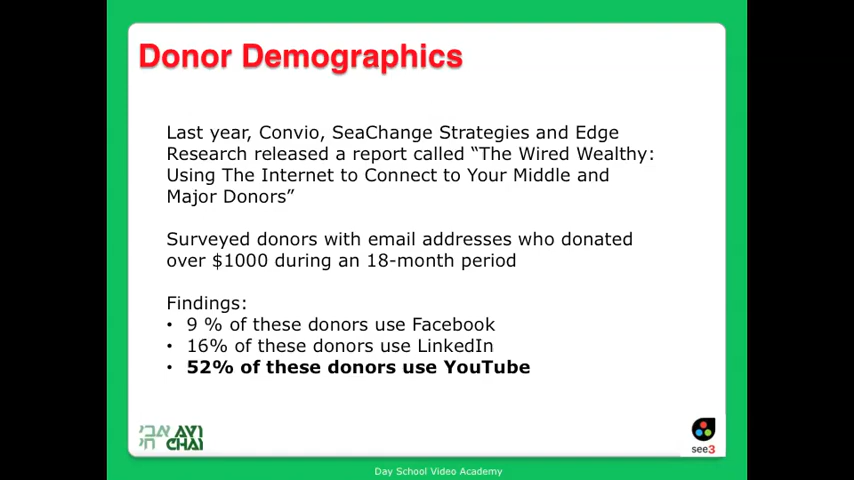 Donor Demographics
Last year, Convio, SeaChange Strategies and Edge
Research released a report called “The Wired Wealthy:
Using The Internet to Connect to Your Middle and
Major Donors”
Surveyed donors with email addresses who donated
over $1000 during an 18-month period
Findings:
• 9 % of these donors use Facebook
• 16% of these donors use LinkedIn
• 52% of these donors use YouTube
אבי AVI
חי CHAI
see3
Day School Video Academy